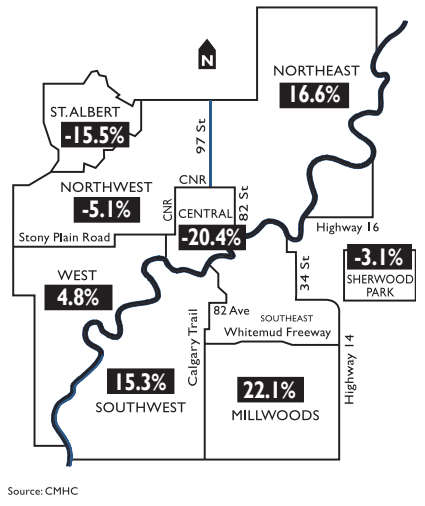 N
NORTHEAST
16.6%
ST. ALBERT
-15.5%
97 St
NORTHWEST
-5.1%
CNR
CNR
CENTRAL
-20.4%
82 St
Stony Plain Road
Highway 16
-3.1%
SHERWOOD
PARK
WEST
4.8%
34 St
82 Ave
SOUTHEAST
Whitemud Freeway
Calgary Trail
Highway 14
15.3%
SOUTHWEST
22.1%
MILLWOODS
Source: CMHC